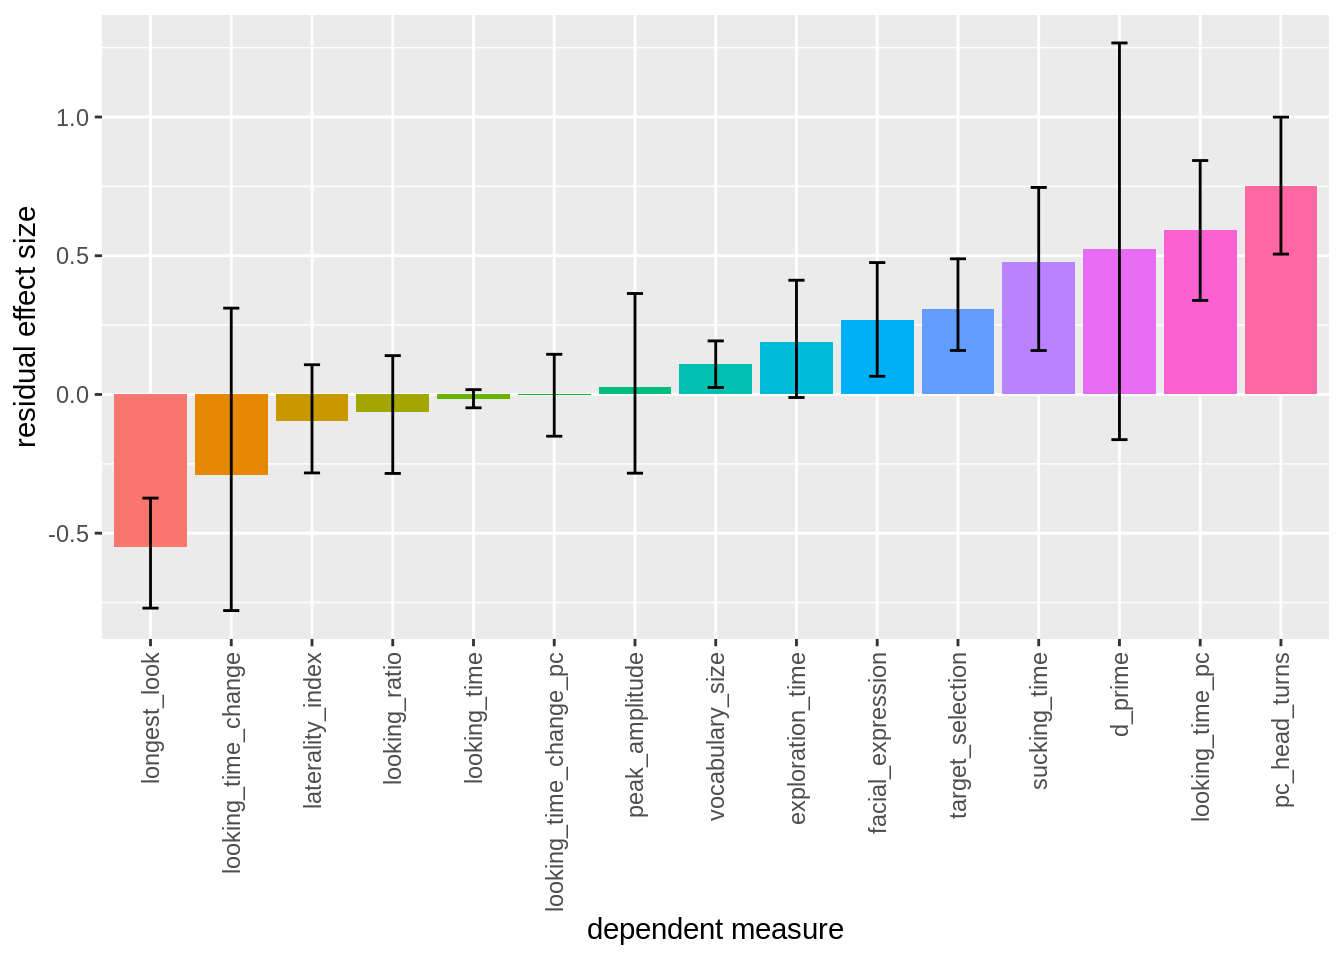 residual effect size
1.0
0.5
0.0
-0.5
longest_look
looking_time_change
laterality_index
looking_ratio
looking_time
looking_time_change_pc
peak_amplitude
vocabulary_size
exploration_time
facial_expression
target_selection
sucking_time
d_prime
looking_time_pc
pc_head_turns
dependent measure